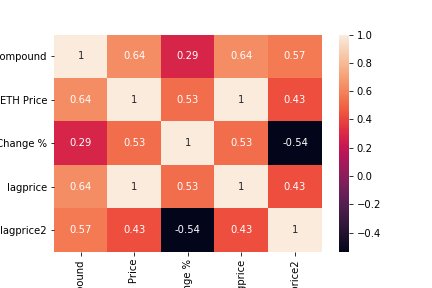 ompound 1 0.64 0.29 0.64 0.57
ETH Price 0.64 1 0.53 1 0.43
Change % 0.29 0.53 1 0.53 -0.54
lagprice 0.64 1 0.53 1 0.43
lagprice2 0.57 0.43 -0.54 0.43 1
ound
Price
nge %
gprice
price2
1.0
0.8
0.6
0.4
0.2
0.0
−0.2
−0.4